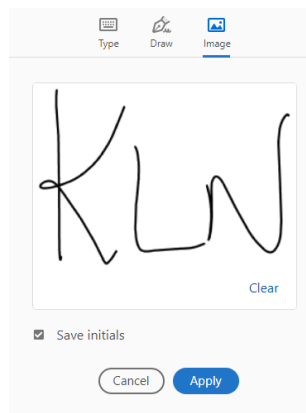 Type Draw Image
KLN
Clear
Save initials
Cancel Apply